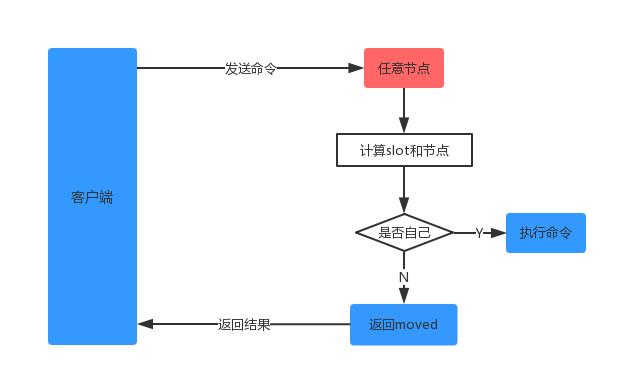 发送命令
任意节点
计算slot和节点
客户端
是否自己
Y
执行命令
N
返回结果
返回moved